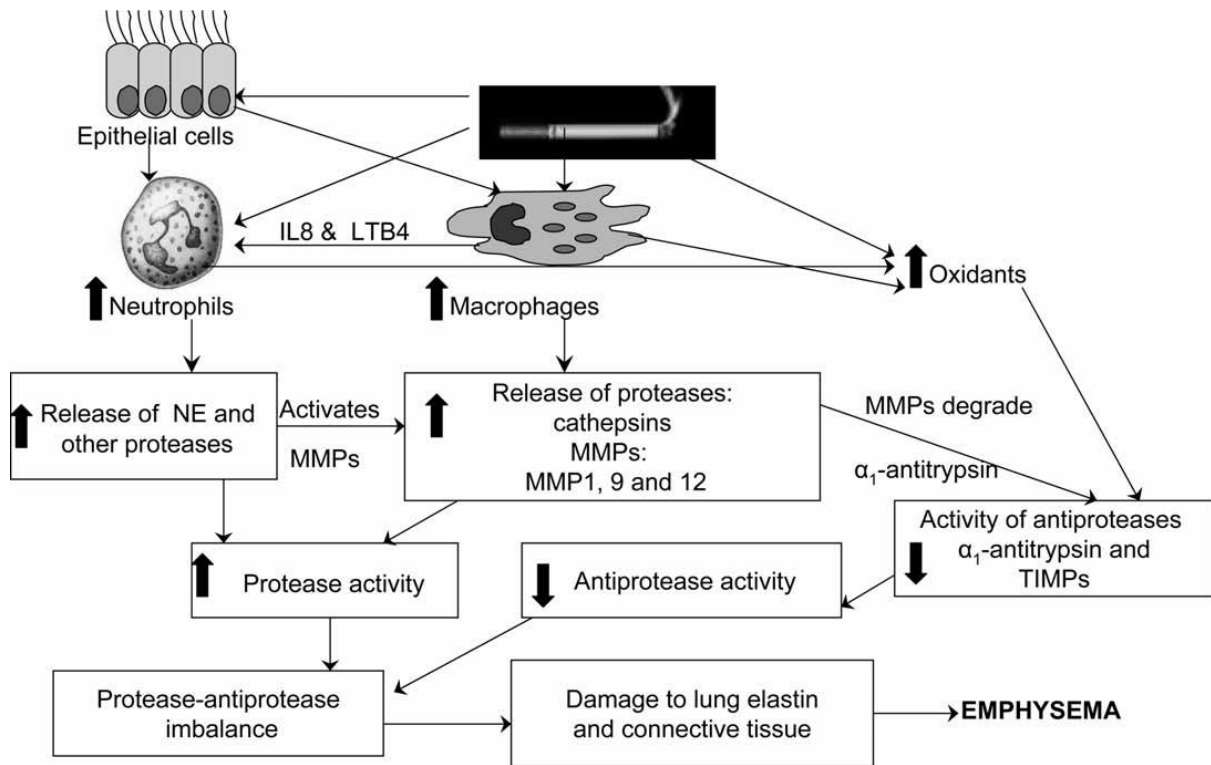 Epithelial cells
IL8 & LTB4
Neutrophils
Macrophages
Oxidants
Release of NE and
other proteases
Activates
MMPs
Release of proteases:
cathepsins
MMPs:
MMP1, 9 and 12
MMPs degrade
α₁-antitrypsin
Activity of antiproteases
α₁-antitrypsin and
TIMPs
Protease activity
Antiprotease activity
Protease-antiprotease
imbalance
Damage to lung elastin
and connective tissue
EMPHYSEMA